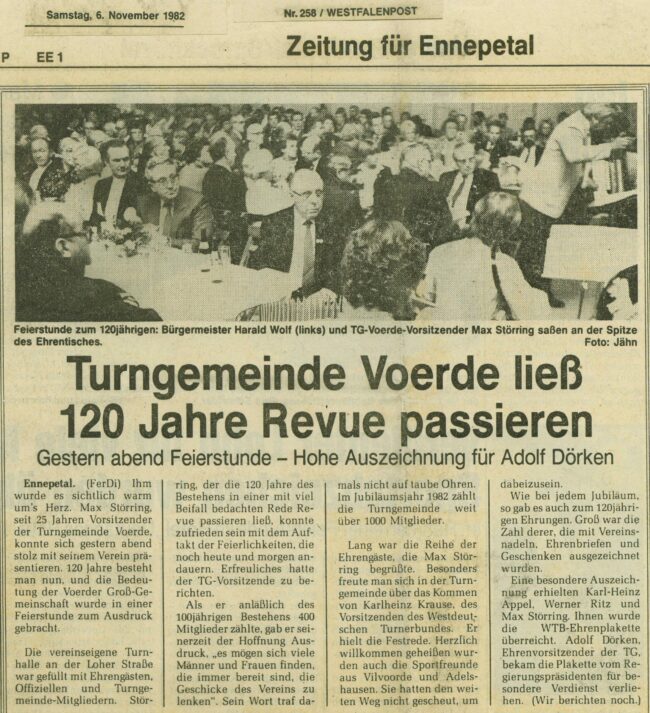 Samstag, 6. November 1982
Nr. 258 / WESTFALENPOST
P EE 1
Zeitung für Ennepetal
Feierstunde zum 120jährigen: Bürgermeister Harald Wolf (links) und TG-Voerde-Vorsitzender Max Störring saßen an der Spitze
des Ehrentisches. Foto: Jähn
Turngemeinde Voerde ließ
120 Jahre Revue passieren
Gestern abend Feierstunde – Hohe Auszeichnung für Adolf Dörken
Ennepetal. (FerDi) Ihm
wurde es sichtlich warm
um's Herz. Max Störring,
seit 25 Jahren Vorsitzender
der Turngemeinde Voerde,
konnte sich gestern abend
stolz mit seinem Verein prä-
sentieren. 120 Jahre besteht
man nun, und die Bedeu-
tung der Voerder Groß-Ge-
meinschaft wurde in einer
Feierstunde zum Ausdruck
gebracht.
Die vereinseigene Turn-
halle an der Loher Straße
war gefüllt mit Ehrengästen,
Offiziellen und Turnge-
meinde-Mitgliedern. Stör-
ring, der die 120 Jahre des
Bestehens in einer mit viel
Beifall bedachten Rede Re-
vue passieren ließ, konnte
zufrieden sein mit dem Auf-
takt der Feierlichkeiten, die
noch heute und morgen an-
dauern. Erfreuliches hatte
der TG-Vorsitzende zu be-
richten.
Als er anläßlich des
100jährigen Bestehens 400
Mitglieder zählte, gab er sei-
nerzeit der Hoffnung Aus-
druck, „es mögen sich viele
Männer und Frauen finden,
die immer bereit sind, die
Geschicke des Vereins zu
lenken". Sein Wort traf da-
mals nicht auf taube Ohren.
Im Jubiläumsjahr 1982 zählt
die Turngemeinde weit
über 1000 Mitglieder.
Lang war die Reihe der
Ehrengäste, die Max Stör-
ring begrüßte. Besonders
freute man sich in der Turn-
gemeinde über das Kommen
von Karlheinz Krause, des
Vorsitzenden des Westdeut-
schen Turnerbundes. Er
hielt die Festrede. Herzlich
willkommen geheißen wur-
den auch die Sportfreunde
aus Vilvoorde und Adels-
hausen. Sie hatten den wei-
ten Weg nicht gescheut, um
dabeizusein.
Wie bei jedem Jubiläum,
so gab es auch zum 120jähri-
gen Ehrungen. Groß war die
Zahl derer, die mit Vereins-
nadeln, Ehrenbriefen und
Geschenken ausgezeichnet
wurden.
Eine besondere Auszeich-
nung erhielten Karl-Heinz
Appel, Werner Ritz und
Max Störring. Ihnen wurde
die WTB-Ehrenplakette
überreicht. Adolf Dörken,
Ehrenvorsitzender der TG,
bekam die Plakette vom Re-
gierungspräsidenten für be-
sondere Verdienst verlie-
hen. (Wir berichten noch.)